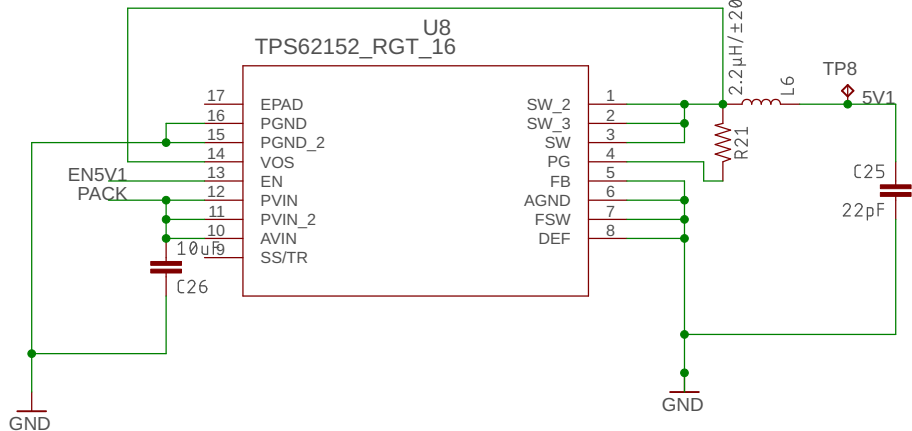 U8
TPS62152_RGT_16
2.2µH/±20
L6
TP8
5V1
17 EPAD
16 PGND
15 PGND_2
14 VOS
13 EN
12 PVIN
11 PVIN_2
10 AVIN
9 SS/TR
SW_2 1
SW_3 2
SW 3
PG 4
FB 5
AGND 6
FSW 7
DEF 8
R21
EN5V1
PACK
10uF
C26
C25
22pF
GND
GND